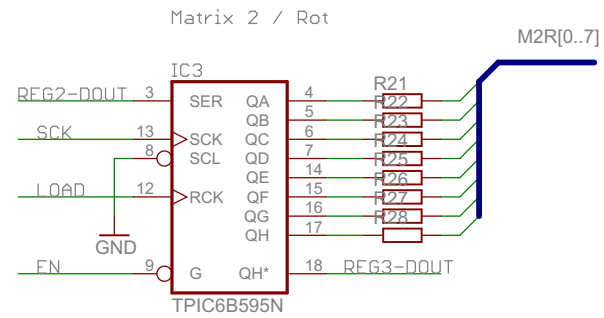 Matrix 2 / Rot
M2R[0..7]
IC3
REG2-DOUT 3 SER QA 4 R21
QB 5 R22
SCK 13 SCK QC 6 R23
8 SCL QD 7 R24
QE 14 R25
LOAD 12 RCK QF 15 R26
QG 16 R27
QH 17 R28
GND
EN 9 G QH* 18 REG3-DOUT
TPIC6B595N